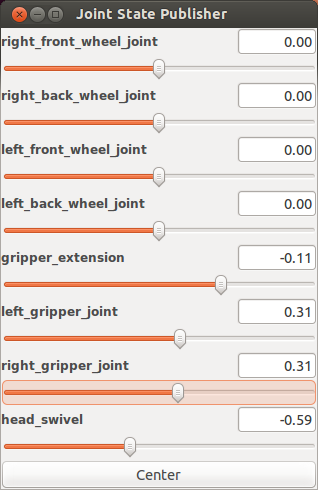 Joint State Publisher
right_front_wheel_joint 0.00
right_back_wheel_joint 0.00
left_front_wheel_joint 0.00
left_back_wheel_joint 0.00
gripper_extension -0.11
left_gripper_joint 0.31
right_gripper_joint 0.31
head_swivel -0.59
Center